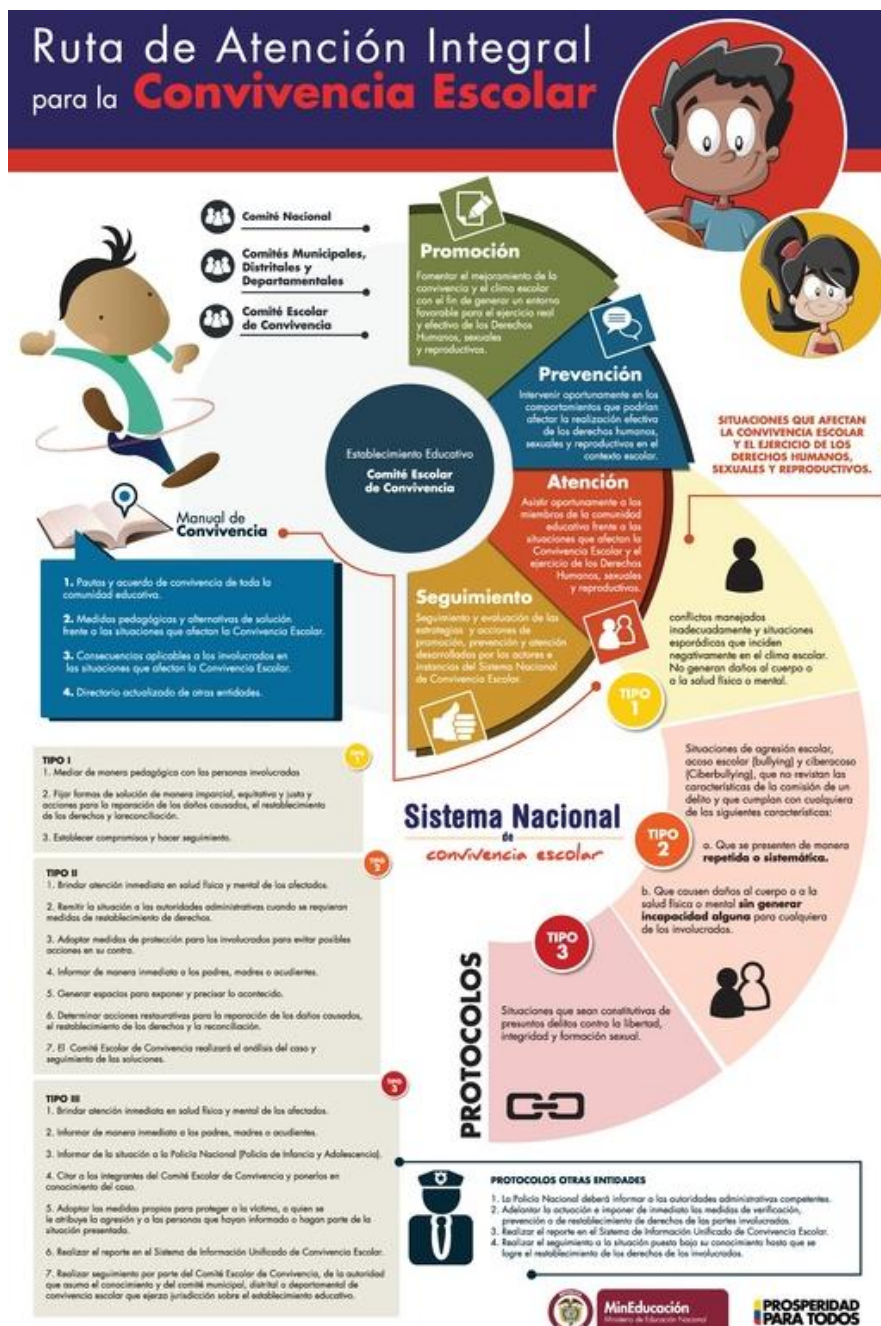 Ruta de Atención Integral
para la Convivencia Escolar
Comité Nacional
Comités Municipales,
Distritales y
Departamentales
Comité Escolar
de Convivencia
Promoción
Fomentar el mejoramiento de la
convivencia y el clima escolar
con el fin de generar un entorno
favorable para el ejercicio real
y efectivo de los Derechos
Humanos, sexuales
y reproductivos.
Prevención
Intervenir oportunamente en los
comportamientos que podrían
afectar la realización efectiva
de los derechos humanos,
sexuales y reproductivos en el
contexto escolar.
SITUACIONES QUE AFECTAN
LA CONVIVENCIA ESCOLAR
Y EL EJERCICIO DE LOS
DERECHOS HUMANOS,
SEXUALES Y REPRODUCTIVOS.
Establecimiento Educativo
Comité Escolar
de Convivencia
Atención
Asistir oportunamente a los
miembros de la comunidad
educativa frente a las
situaciones que afectan la
Convivencia Escolar y el
ejercicio de los Derechos
Humanos, sexuales
y reproductivos.
Manual de
Convivencia
1. Pautas y acuerdo de convivencia de toda la
comunidad educativa.
2. Medidas pedagógicas y alternativas de solución
frente a las situaciones que afectan la Convivencia Escolar.
3. Consecuencias aplicables a los involucrados en
las situaciones que afectan la Convivencia Escolar.
4. Directorio actualizado de otras entidades.
Seguimiento
Seguimiento y evaluación de las
estrategias y acciones de
promoción, prevención y atención
desarrolladas por los actores e
instancias del Sistema Nacional
de Convivencia Escolar.
conflictos manejados
inadecuadamente y situaciones
esporádicas que inciden
negativamente en el clima escolar.
No generan daños al cuerpo o
a la salud física o mental.
TIPO
1
Situaciones de agresión escolar,
acoso escolar (bullying) y ciberacoso
(Ciberbullying), que no revistan las
características de la comisión de un
delito y que cumplan con cualquiera
de las siguientes características:
a. Que se presenten de manera
repetida o sistemática.
b. Que causen daños al cuerpo o a la
salud física o mental sin generar
incapacidad alguna para cualquiera
de los involucrados.
TIPO
2
Sistema Nacional
de
convivencia escolar
TIPO
3
PROTOCOLOS
Situaciones que sean constitutivas de
presuntos delitos contra la libertad,
integridad y formación sexual.
TIPO I
TIPO
1
1. Mediar de manera pedagógica con las personas involucradas
2. Fijar formas de solución de manera imparcial, equitativa y justa y
acciones para la reparación de los daños causados, el restablecimiento
de los derechos y lareconciliación.
3. Establecer compromisos y hacer seguimiento.
TIPO II
TIPO
2
1. Brindar atención inmediata en salud física y mental de los afectados.
2. Remitir la situación a las autoridades administrativas cuando se requieran
medidas de restablecimiento de derechos.
3. Adoptar medidas de protección para los involucrados para evitar posibles
acciones en su contra.
4. Informar de manera inmediata a los padres, madres o acudientes.
5. Generar espacios para exponer y precisar lo acontecido.
6. Determinar acciones restaurativas para la reparación de los daños causados,
el restablecimiento de los derechos y la reconciliación.
7. El Comité Escolar de Convivencia realizará el análisis del caso y
seguimiento de las soluciones.
TIPO III
TIPO
3
1. Brindar atención inmediata en salud física y mental de los afectados.
2. Informar de manera inmediata a los padres, madres o acudientes.
3. Informar de la situación a la Policía Nacional (Policía de Infancia y Adolescencia).
4. Citar a los integrantes del Comité Escolar de Convivencia y ponerlos en
conocimiento del caso.
5. Adoptar las medidas propias para proteger a la víctima, a quien se
le atribuye la agresión y a las personas que hayan informado o hagan parte de la
situación presentada.
6. Realizar el reporte en el Sistema de Información Unificado de Convivencia Escolar.
7. Realizar seguimiento por parte del Comité Escolar de Convivencia, de la autoridad
que asuma el conocimiento y del comité municipal, distrital o departamental de
convivencia escolar que ejerza jurisdicción sobre el establecimiento educativo.
PROTOCOLOS OTRAS ENTIDADES
1. La Policía Nacional deberá informar a las autoridades administrativas competentes.
2. Adelantar la actuación e imponer de inmediato las medidas de verificación,
prevención o de restablecimiento de derechos de las partes involucradas.
3. Realizar el reporte en el Sistema de Información Unificado de Convivencia Escolar.
4. Realizar el seguimiento a la situación puesta bajo su conocimiento hasta que se
logre el restablecimiento de los derechos de los involucrados.
MinEducación
Ministerio de Educación Nacional
PROSPERIDAD
PARA TODOS